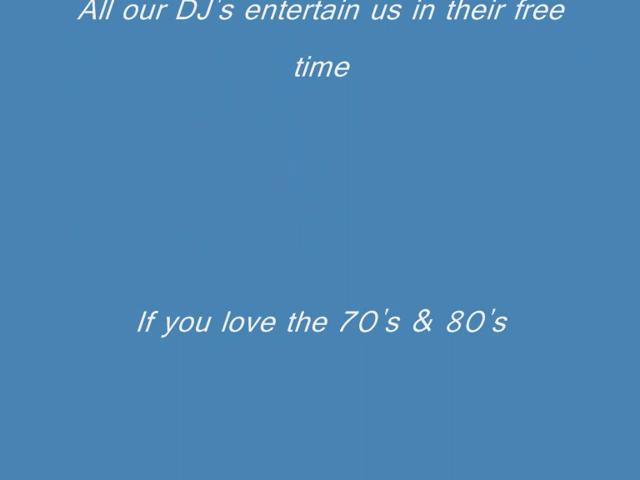 All our DJ's entertain us in their free
time
If you love the 70's & 80's